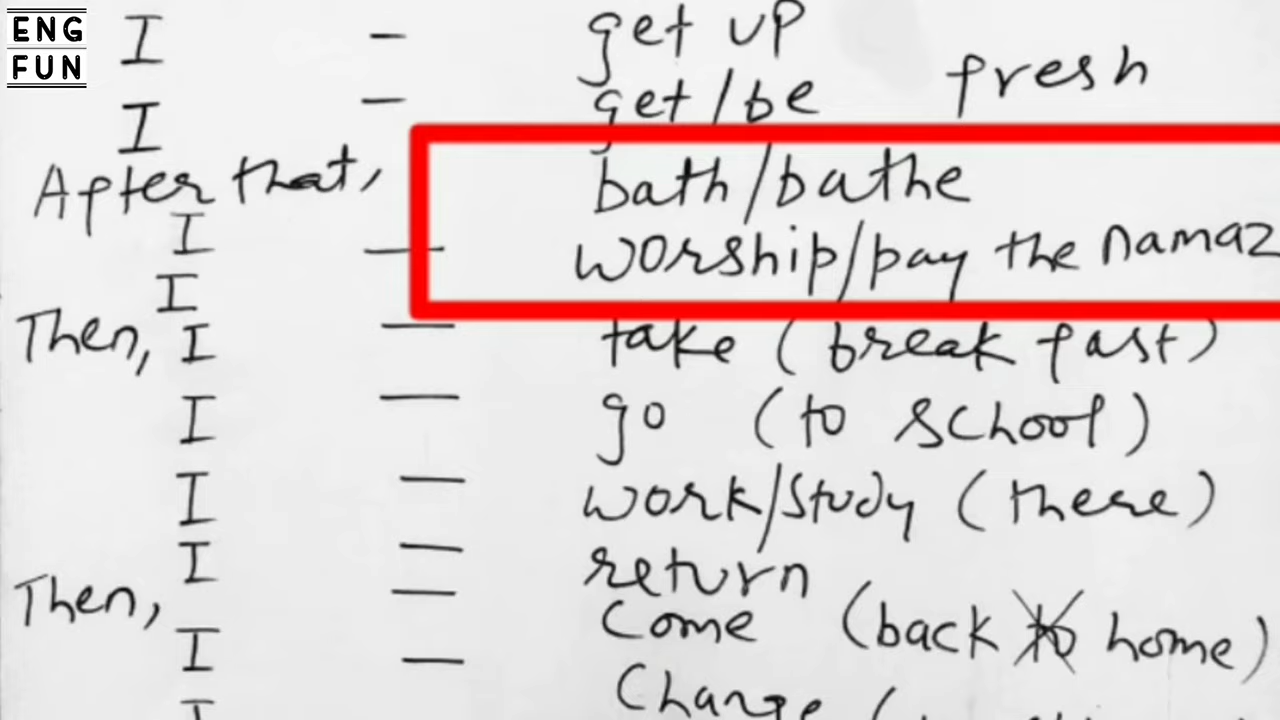 ENG
FUN
I — get up
I — get/be fresh
After that, bath/bathe
I — worship/pay the namaz
I
Then, I — take (break fast)
I — go (to school)
I — work/study (there)
I — return
Then, — come (back to home)
I —
I change (